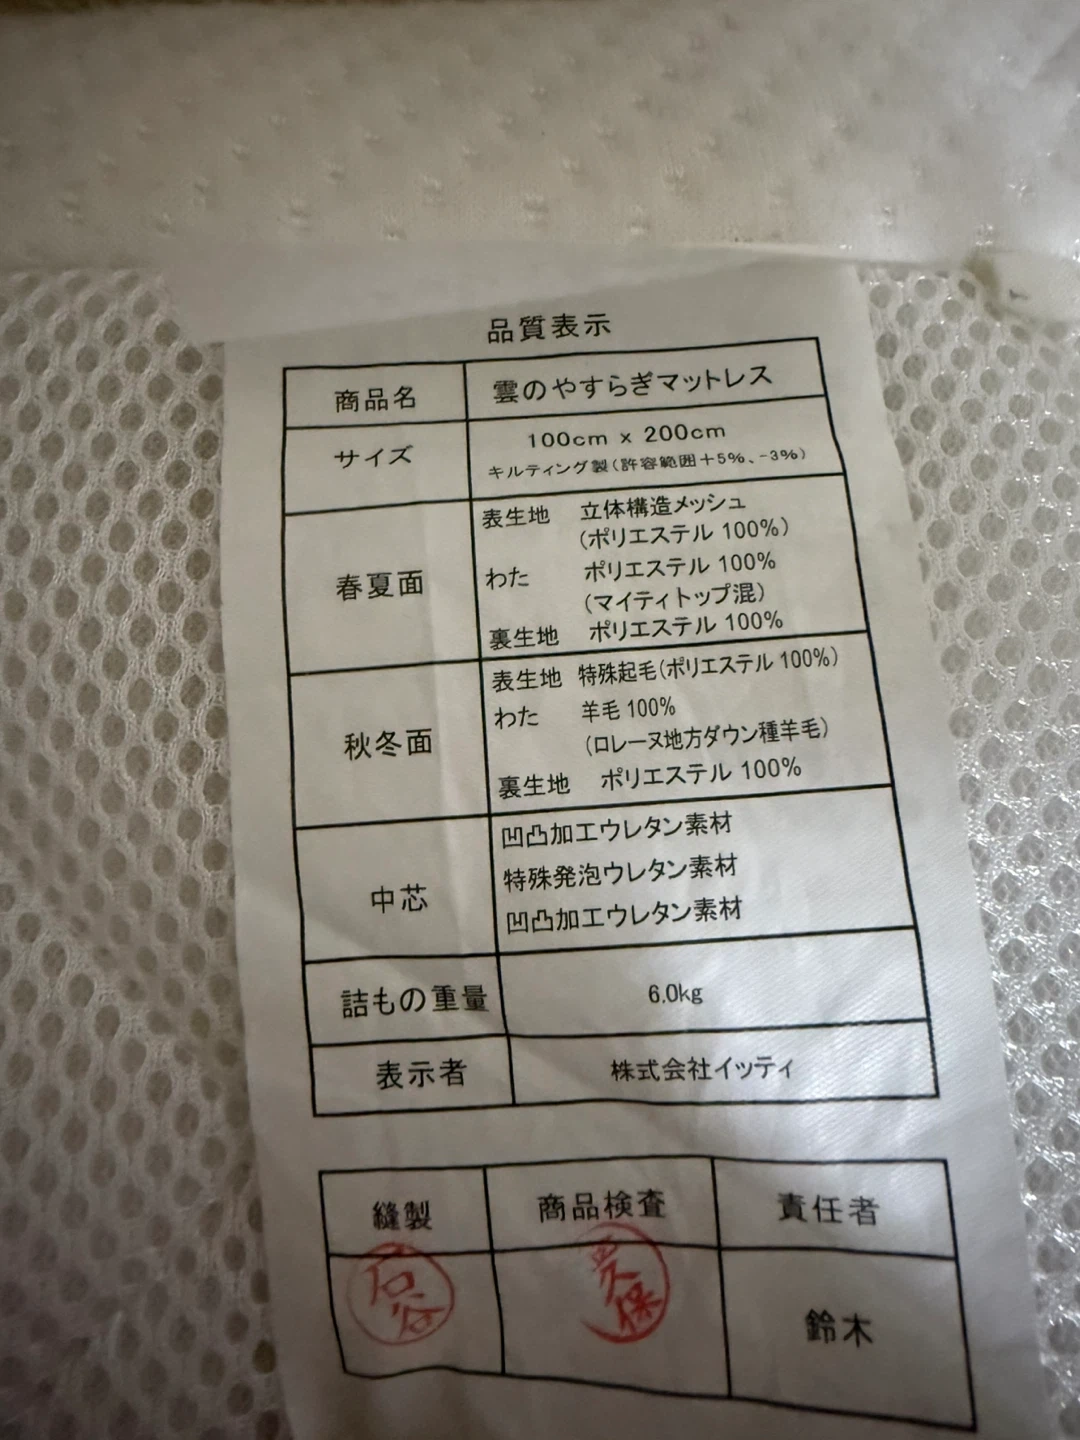 品質表示
商品名 雲のやすらぎマットレス
サイズ 100cm x 200cm
キルティング製(許容範囲+5%、-3%)
春夏面 表生地 立体構造メッシュ
(ポリエステル 100%)
わた ポリエステル 100%
(マイティトップ混)
裏生地 ポリエステル 100%
秋冬面 表生地 特殊起毛(ポリエステル 100%)
わた 羊毛 100%
(ロレーヌ地方ダウン種羊毛)
裏生地 ポリエステル 100%
中芯 凹凸加工ウレタン素材
特殊発泡ウレタン素材
凹凸加工ウレタン素材
詰もの重量 6.0kg
表示者 株式会社イッティ
縫製 商品検査 責任者
石谷 久保 鈴木